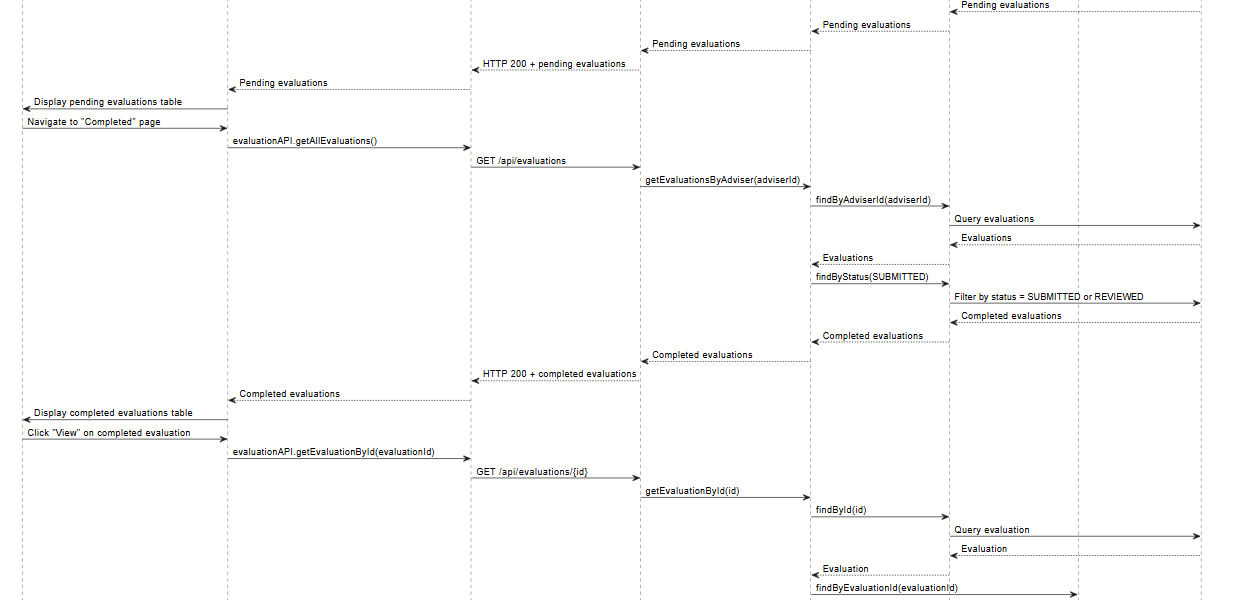 Pending evaluations
Pending evaluations
Pending evaluations
HTTP 200 + pending evaluations
Pending evaluations
Display pending evaluations table
Navigate to "Completed" page
evaluationAPI.getAllEvaluations()
GET /api/evaluations
getEvaluationsByAdviser(adviserId)
findByAdviserId(adviserId)
Query evaluations
Evaluations
Evaluations
findByStatus(SUBMITTED)
Filter by status = SUBMITTED or REVIEWED
Completed evaluations
Completed evaluations
Completed evaluations
HTTP 200 + completed evaluations
Completed evaluations
Display completed evaluations table
Click "View" on completed evaluation
evaluationAPI.getEvaluationById(evaluationId)
GET /api/evaluations/{id}
getEvaluationById(id)
findById(id)
Query evaluation
Evaluation
Evaluation
findByEvaluationId(evaluationId)